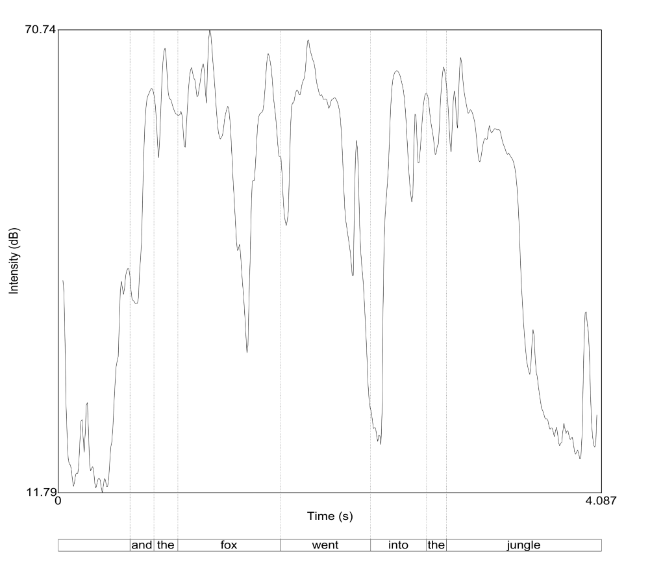 70.74
Intensity (dB)
11.79
0 4.087
Time (s)
and the fox went into the jungle